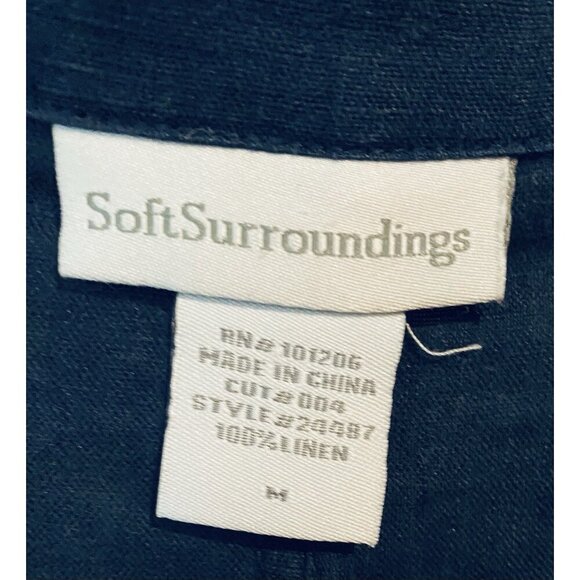 SoftSurroundings
RN# 101206
MADE IN CHINA
CUT# 004
STYLE#24487
100%LINEN
M